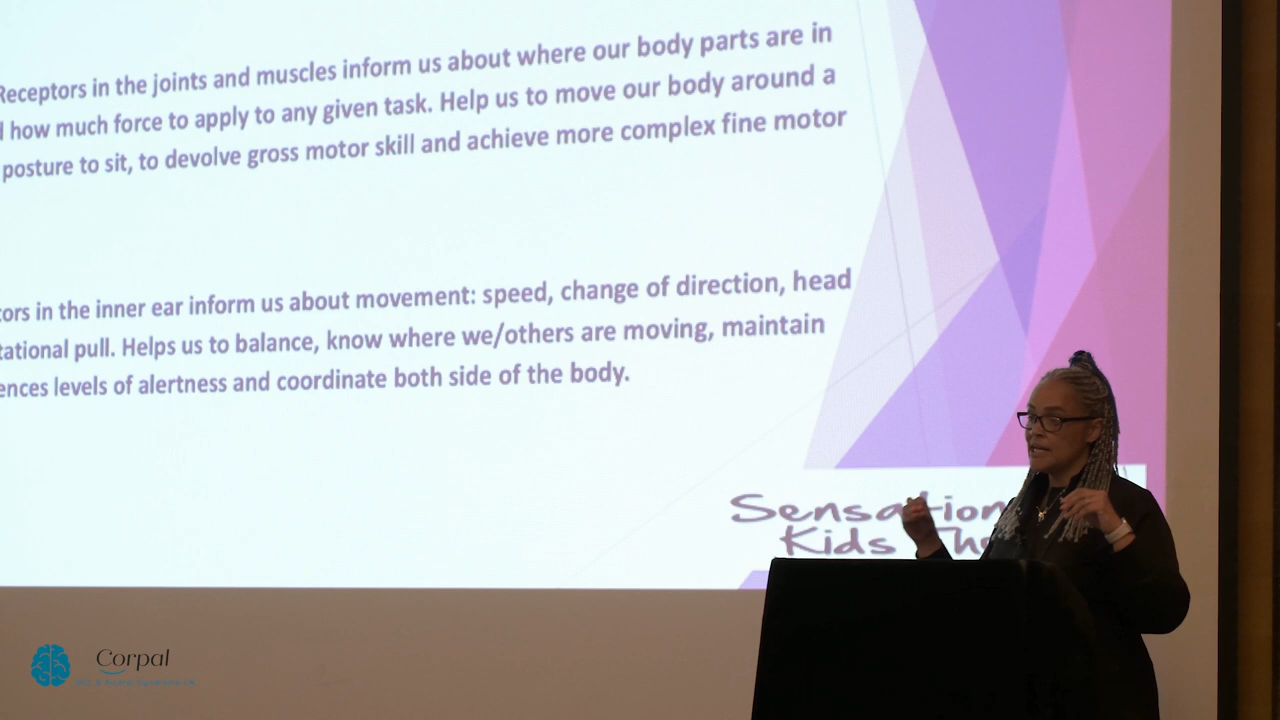 Receptors in the joints and muscles inform us about where our body parts are in
how much force to apply to any given task. Help us to move our body around a
posture to sit, to devolve gross motor skill and achieve more complex fine motor
tors in the inner ear inform us about movement: speed, change of direction, head
tational pull. Helps us to balance, know where we/others are moving, maintain
ences levels of alertness and coordinate both side of the body.
Sensation
Kids Th
Corpal